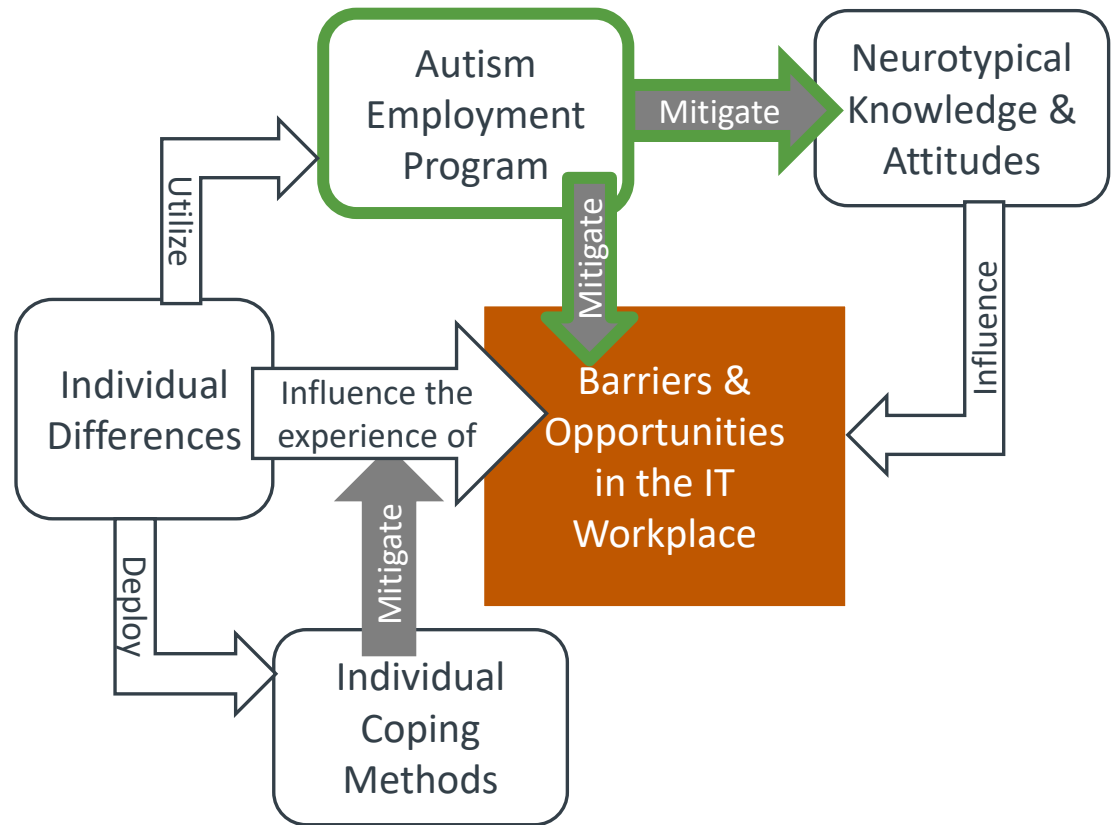 Autism
Employment
Program
Mitigate
Neurotypical
Knowledge &
Attitudes
Utilize
Mitigate
Influence
Individual
Differences
Influence the
experience of
Barriers &
Opportunities
in the IT
Workplace
Mitigate
Deploy
Individual
Coping
Methods